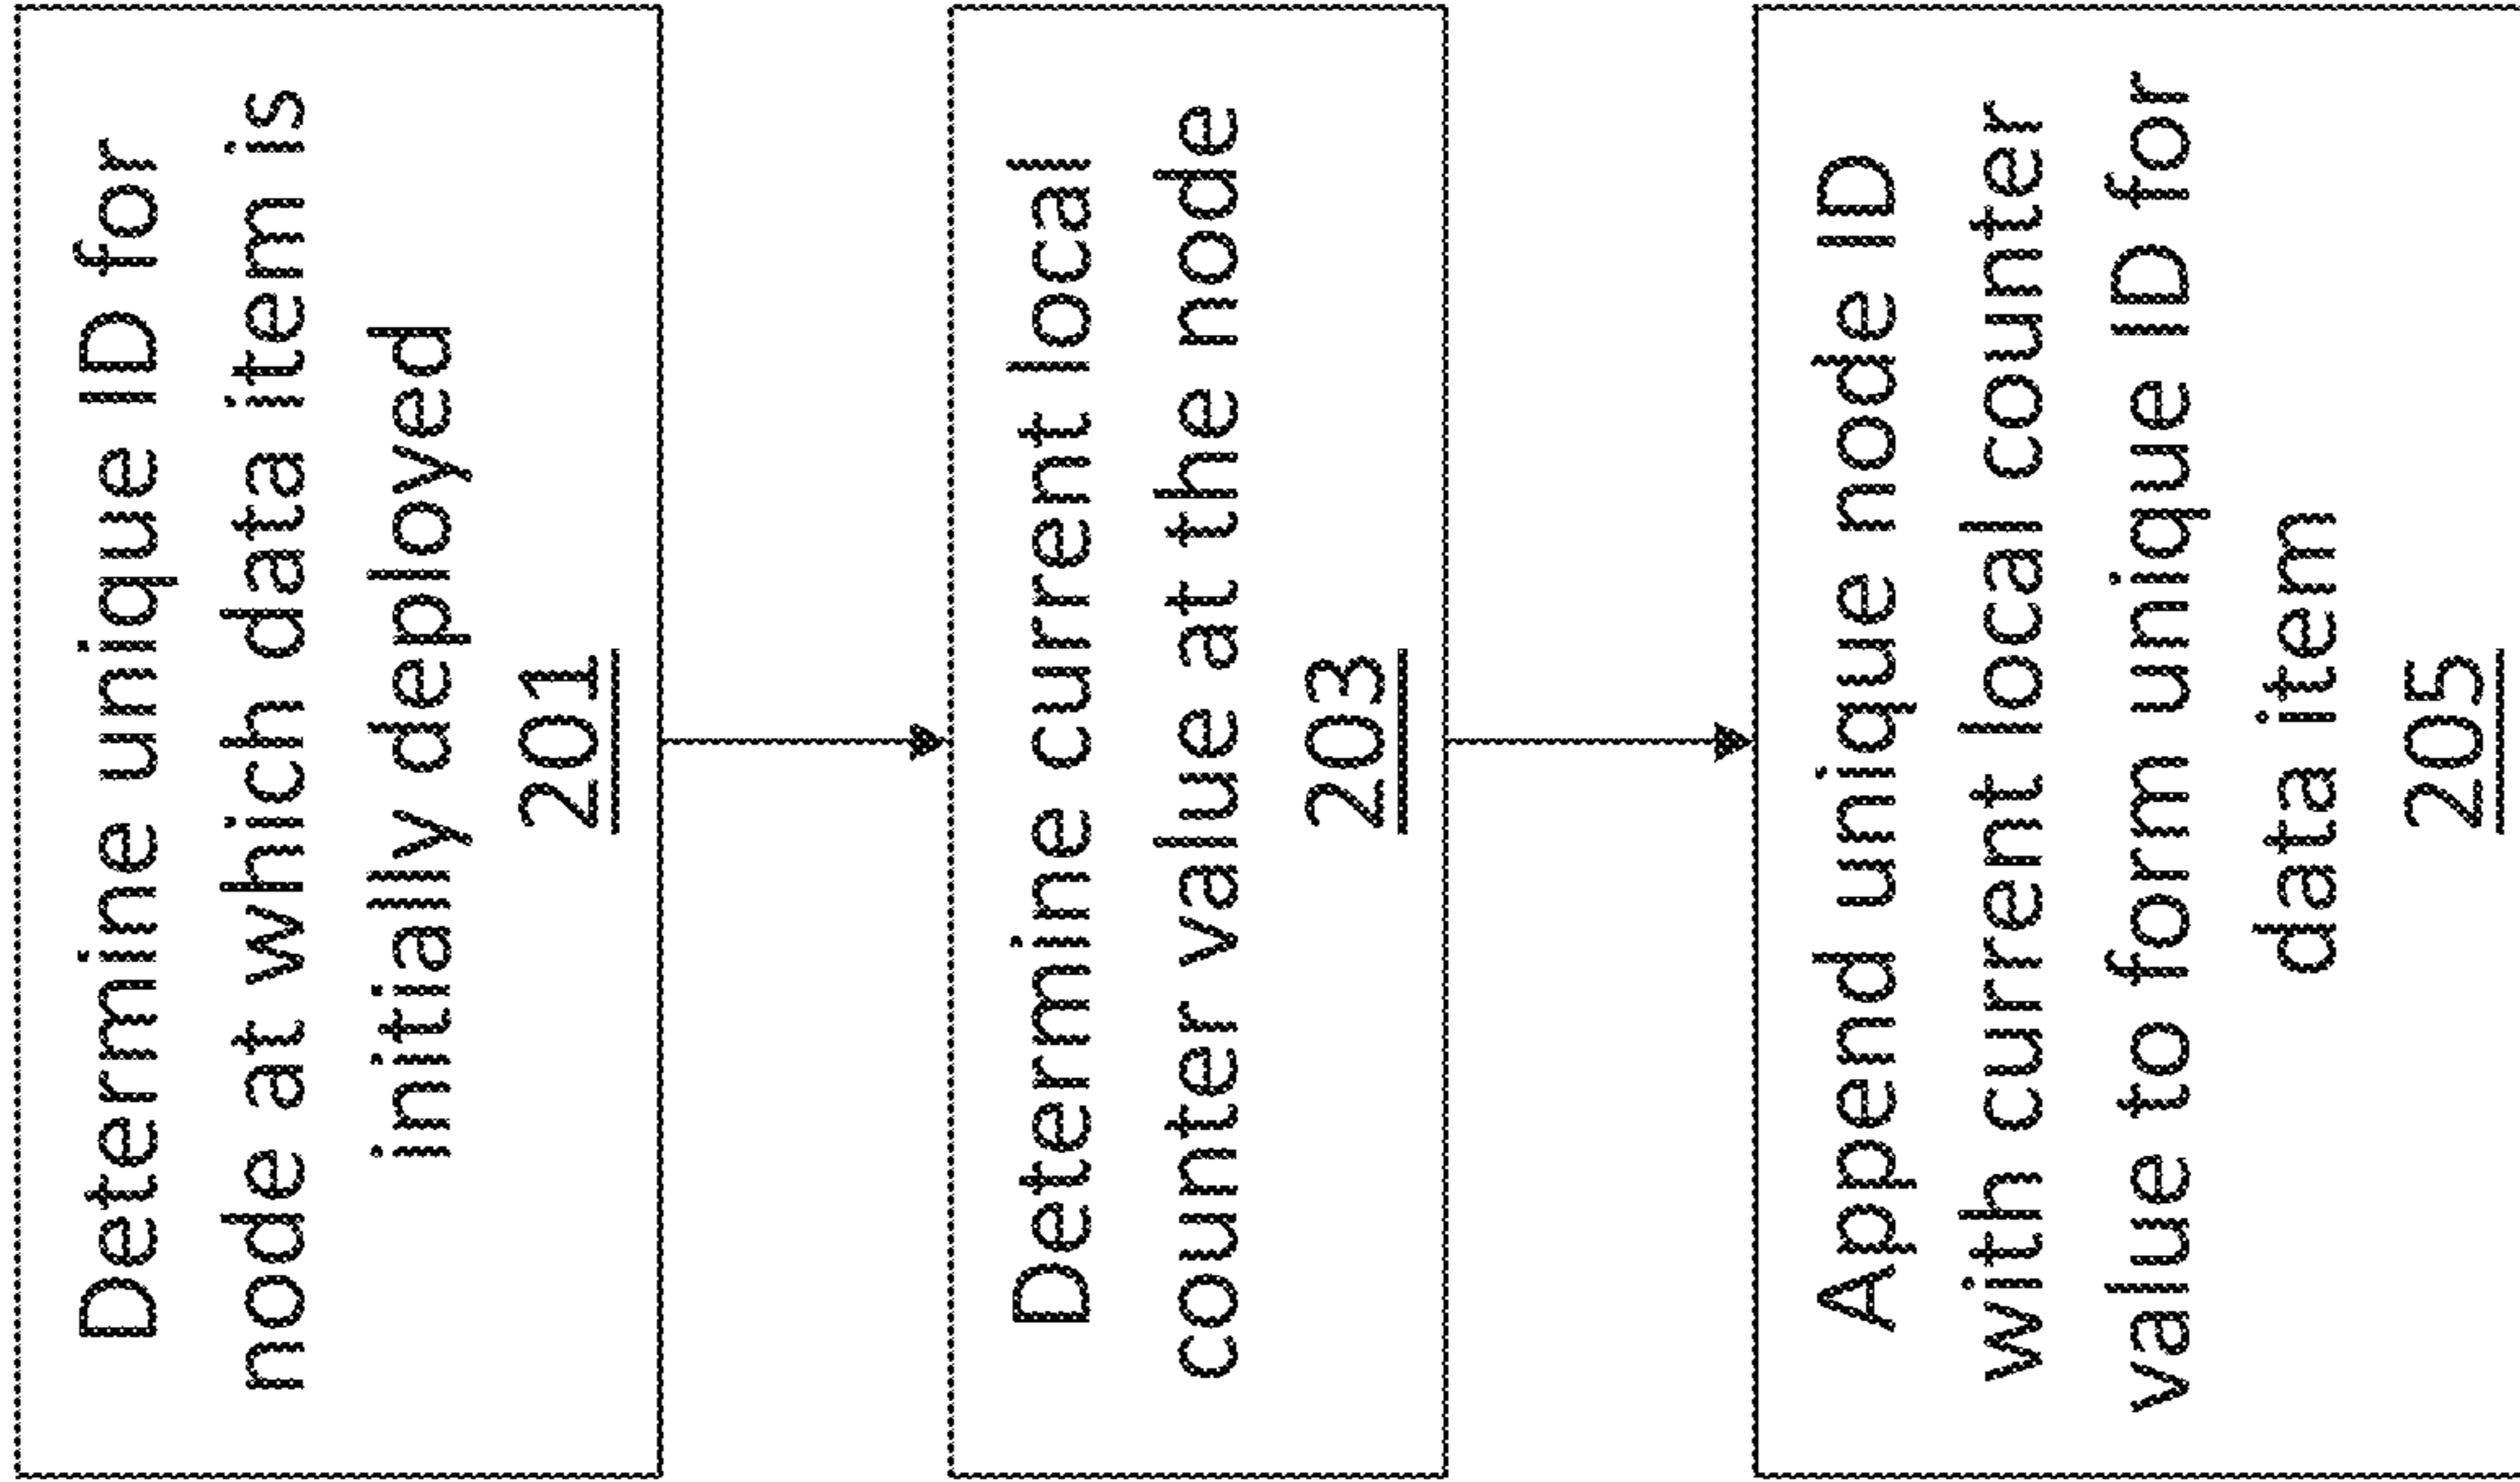 Determine unique ID for
node at which data item is
initially deployed
201
Determine current local
counter value at the node
203
Append unique node ID
with current local counter
value to form unique ID for
data item
205